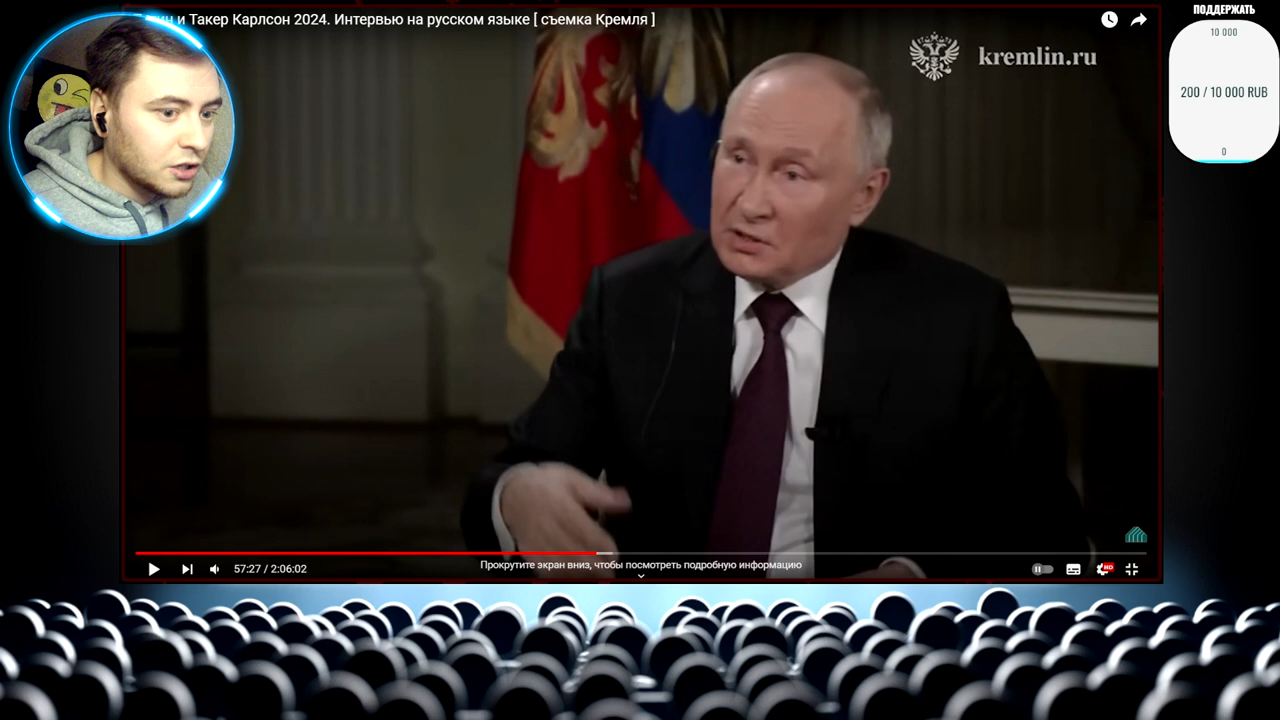 и Такер Карлсон 2024. Интервью на русском языке [ съемка Кремля ]
kremlin.ru
ПОДДЕРЖАТЬ
10 000
200 / 10 000 RUB
0
57:27 / 2:06:02
Прокрутите экран вниз, чтобы посмотреть подробную информацию
HD